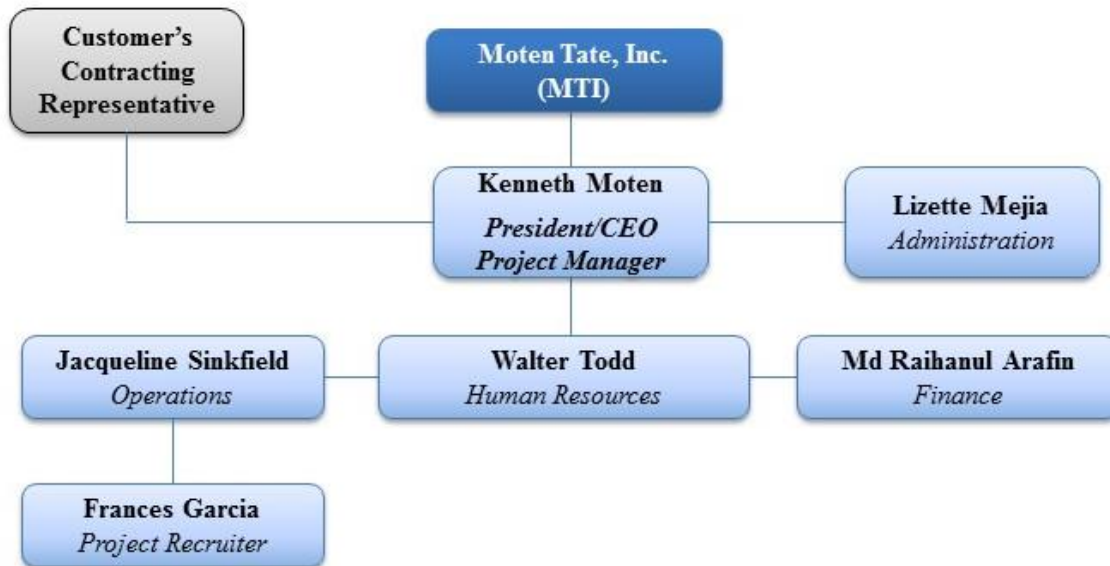 Customer’s
Contracting
Representative
Moten Tate, Inc.
(MTI)
Kenneth Moten
President/CEO
Project Manager
Lizette Mejia
Administration
Jacqueline Sinkfield
Operations
Walter Todd
Human Resources
Md Raihanul Arafin
Finance
Frances Garcia
Project Recruiter